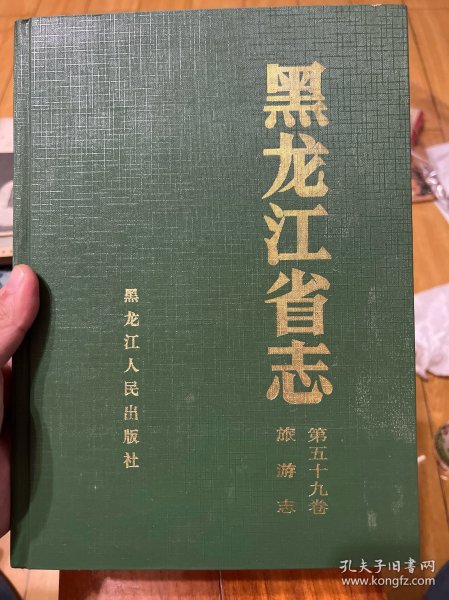 黑龙江省志
第五十九卷
旅游志
黑龙江人民出版社
孔夫子旧书网
www.kongfz.com